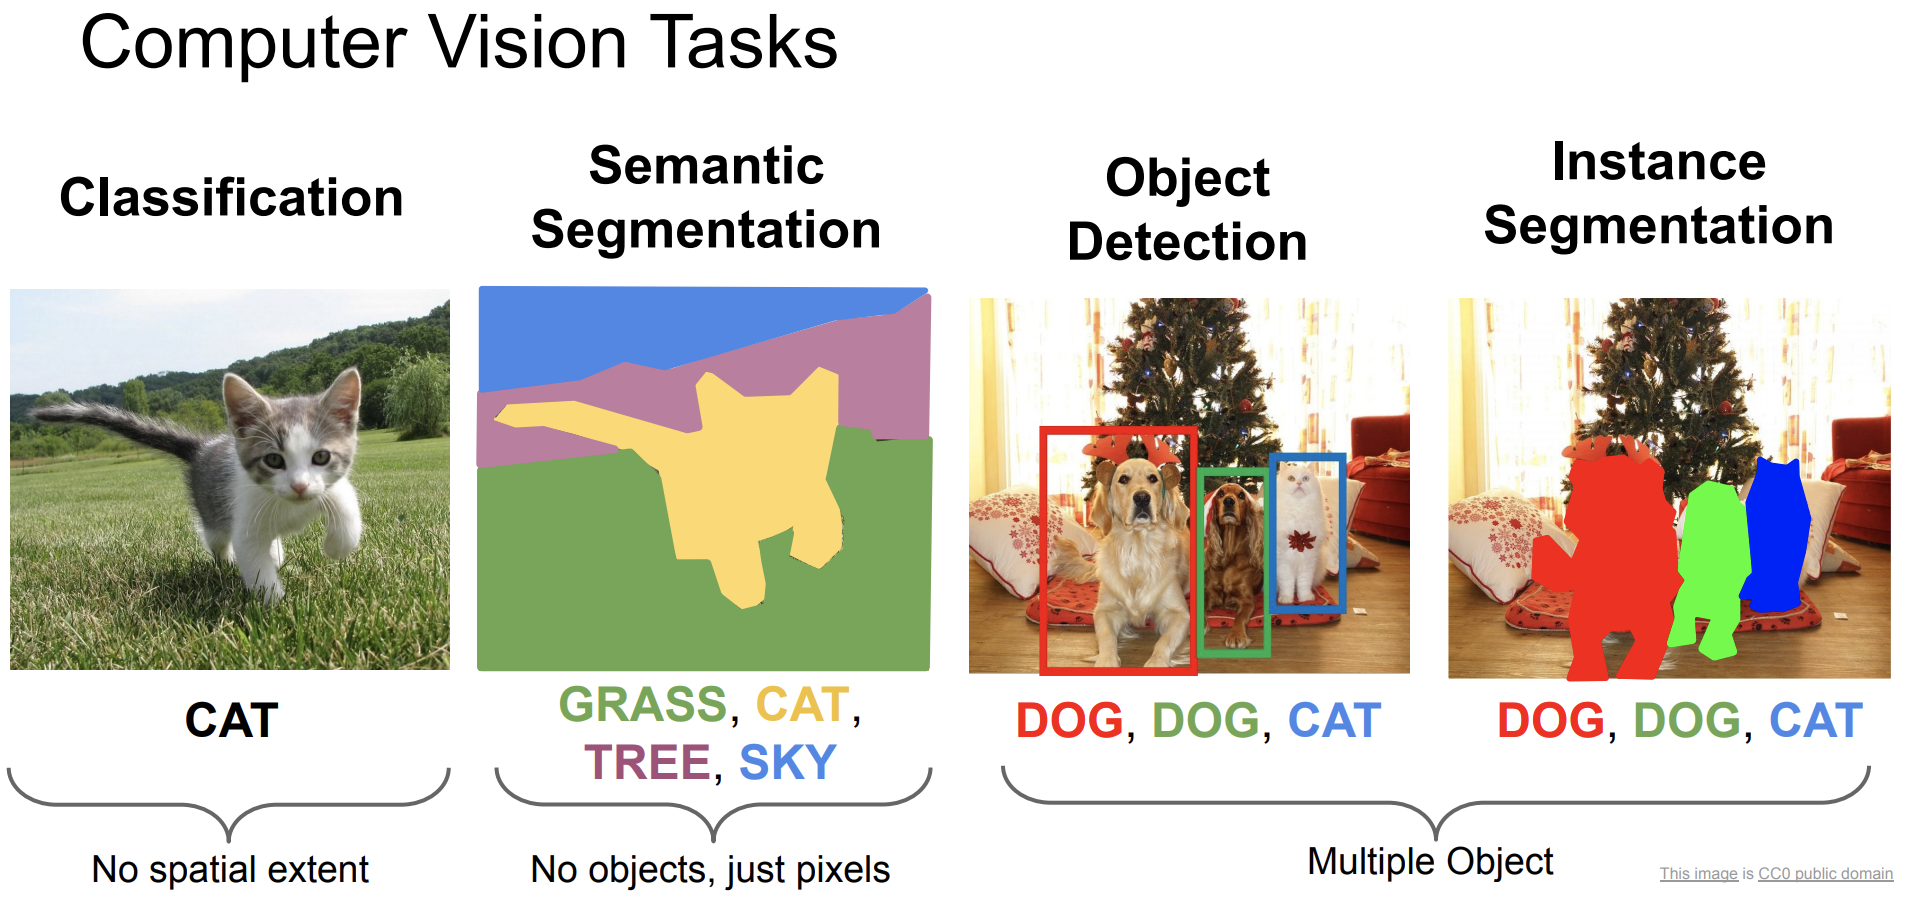 Computer Vision Tasks
Classification
Semantic
Segmentation
Object
Detection
Instance
Segmentation
CAT
GRASS, CAT,
TREE, SKY
DOG, DOG, CAT
DOG, DOG, CAT
No spatial extent
No objects, just pixels
Multiple Object
This image is CC0 public domain